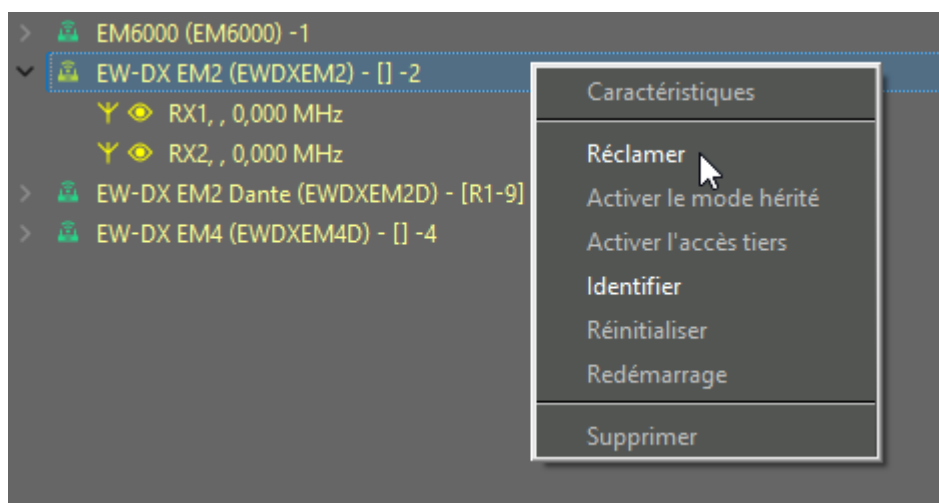 EM6000 (EM6000) -1
EW-DX EM2 (EWDXEM2) - [] -2
RX1, , 0,000 MHz
RX2, , 0,000 MHz
EW-DX EM2 Dante (EWDXEM2D) - [R1-9]
EW-DX EM4 (EWDXEM4D) - [] -4
Caractéristiques
Réclamer
Activer le mode hérité
Activer l'accès tiers
Identifier
Réinitialiser
Redémarrage
Supprimer